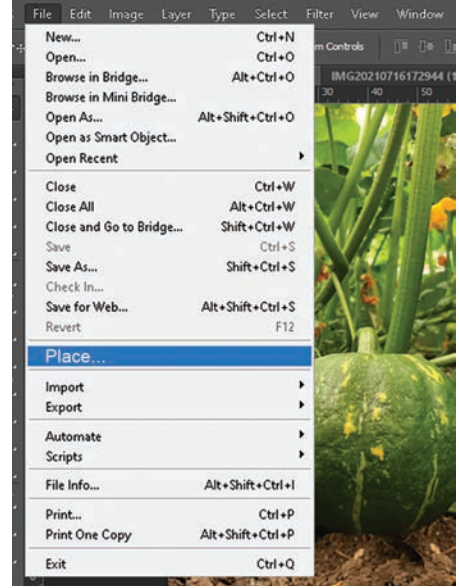 File Edit Image Layer Type Select Filter View Window
New... Ctrl+N
m Controls
Open... Ctrl+O
Browse in Bridge... Alt+Ctrl+O
IMG20210716172944 (1
Browse in Mini Bridge...
30 40 50
Open As... Alt+Shift+Ctrl+O
Open as Smart Object...
Open Recent
Close Ctrl+W
Close All Alt+Ctrl+W
Close and Go to Bridge... Shift+Ctrl+W
Save Ctrl+S
Save As... Shift+Ctrl+S
Check In...
Save for Web... Alt+Shift+Ctrl+S
Revert F12
Place...
Import
Export
Automate
Scripts
File Info... Alt+Shift+Ctrl+I
Print... Ctrl+P
Print One Copy Alt+Shift+Ctrl+P
Exit Ctrl+Q